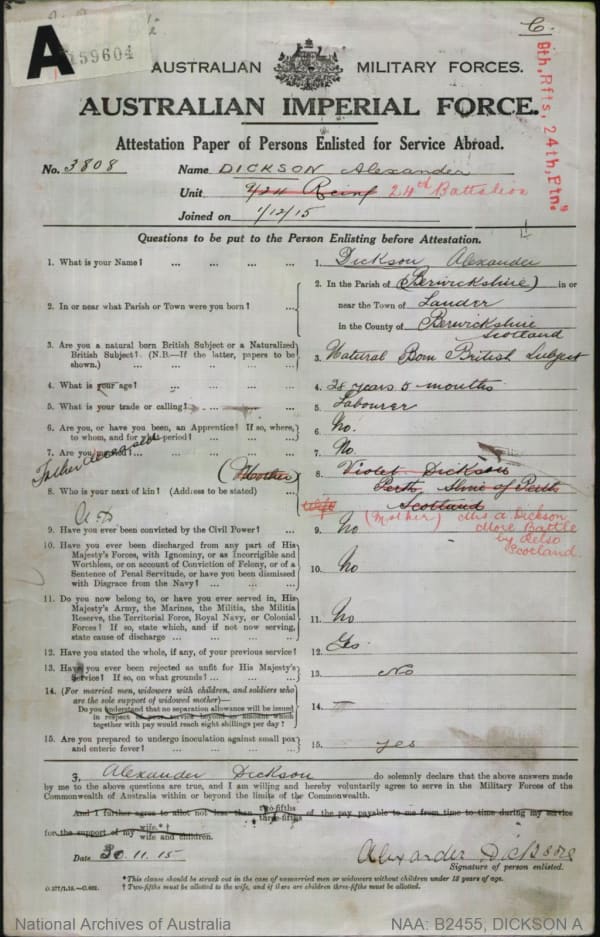 A
159604
C.
AUSTRALIAN MILITARY FORCES.
AUSTRALIAN IMPERIAL FORCE.
Attestation Paper of Persons Enlisted for Service Abroad.
9th, Rfts, 24th, Btn.
No. 3808 Name DICKSON Alexander
Unit 9/24 Reinf 24th Battalion
Joined on 1/12/15
Questions to be put to the Person Enlisting before Attestation.
1. What is your Name? ... ... ... ... 1. Dickson Alexander
2. In or near what Parish or Town were you born? ... 2. In the Parish of (Berwickshire) in or
near the Town of Lauder
in the County of Berwickshire
Scotland
3. Are you a natural born British Subject or a Naturalized
British Subject? (N.B.—If the latter, papers to be
shown.) ... ... ... ... 3. Natural Born British Subject
4. What is your age? ... ... ... 4. 28 years 5 months
5. What is your trade or calling? ... ... 5. Labourer
6. Are you, or have you been, an Apprentice? If so, where,
to whom, and for what period? ... ... 6. No.
7. Are you married? ... ... 7. No.
Father deceased
8. Who is your next of kin? (Address to be stated) ... (Mother) 8. Violet Dickson
Perth, Shire of Perth
Scotland
wife
(Mother) Mrs A Dickson
More Battle
by Kelso
Scotland
9. Have you ever been convicted by the Civil Power? ... 9. No
10. Have you ever been discharged from any part of His
Majesty's Forces, with Ignominy, or as Incorrigible and
Worthless, or on account of Conviction of Felony, or of a
Sentence of Penal Servitude, or have you been dismissed
with Disgrace from the Navy? ... ... 10. No
11. Do you now belong to, or have you ever served in, His
Majesty's Army, the Marines, the Militia, the Militia
Reserve, the Territorial Force, Royal Navy, or Colonial
Forces? If so, state which, and if not now serving,
state cause of discharge ... ... ... 11. No
12. Have you stated the whole, if any, of your previous service? 12. Yes.
13. Have you ever been rejected as unfit for His Majesty's
Service? If so, on what grounds? ... ... 13. No
14. (For married men, widowers with children, and soldiers who
are the sole support of widowed mother)—
Do you understand that no separation allowance will be issued
in respect of your service beyond an amount which
together with pay would reach eight shillings per day? 14. —
15. Are you prepared to undergo inoculation against small pox
and enteric fever? ... ... ... 15. yes
I, Alexander Dickson do solemnly declare that the above answers made
by me to the above questions are true, and I am willing and hereby voluntarily agree to serve in the Military Forces of the
Commonwealth of Australia within or beyond the limits of the Commonwealth.
And I further agree to allot not less than two-fifths three-fifths of the pay payable to me from time to time during my service
for the support of my wife.*† wife and children.
Date 30.11.15 Alexander Dickson
Signature of person enlisted.
*This clause should be struck out in the case of unmarried men or widowers without children under 18 years of age.
† Two-fifths must be allotted to the wife, and if there are children three-fifths must be allotted.
National Archives of Australia NAA: B2455, DICKSON A